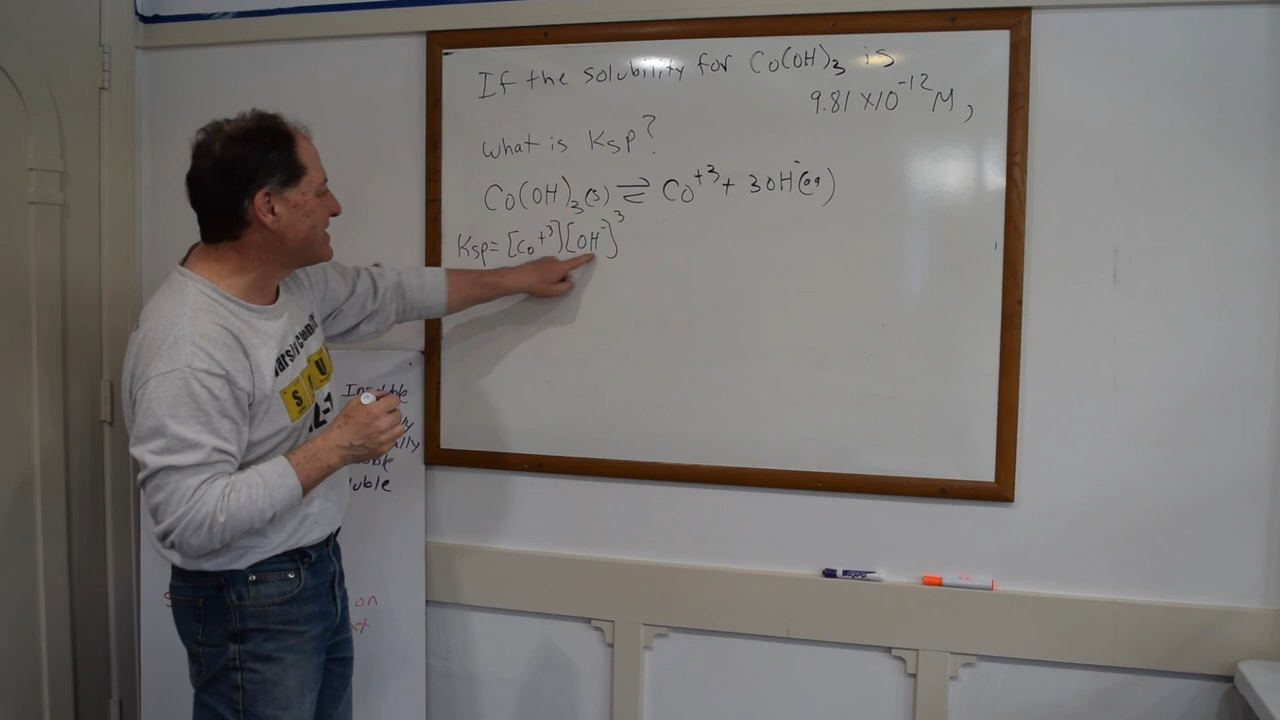 If the solubility for Co(OH)₃ is
9.81 x10⁻¹² M,
what is Ksp?
Co(OH)₃(s) ⇌ Co⁺³ + 3OH⁻(aq)
Ksp = [Co⁺³][OH⁻]³
S U